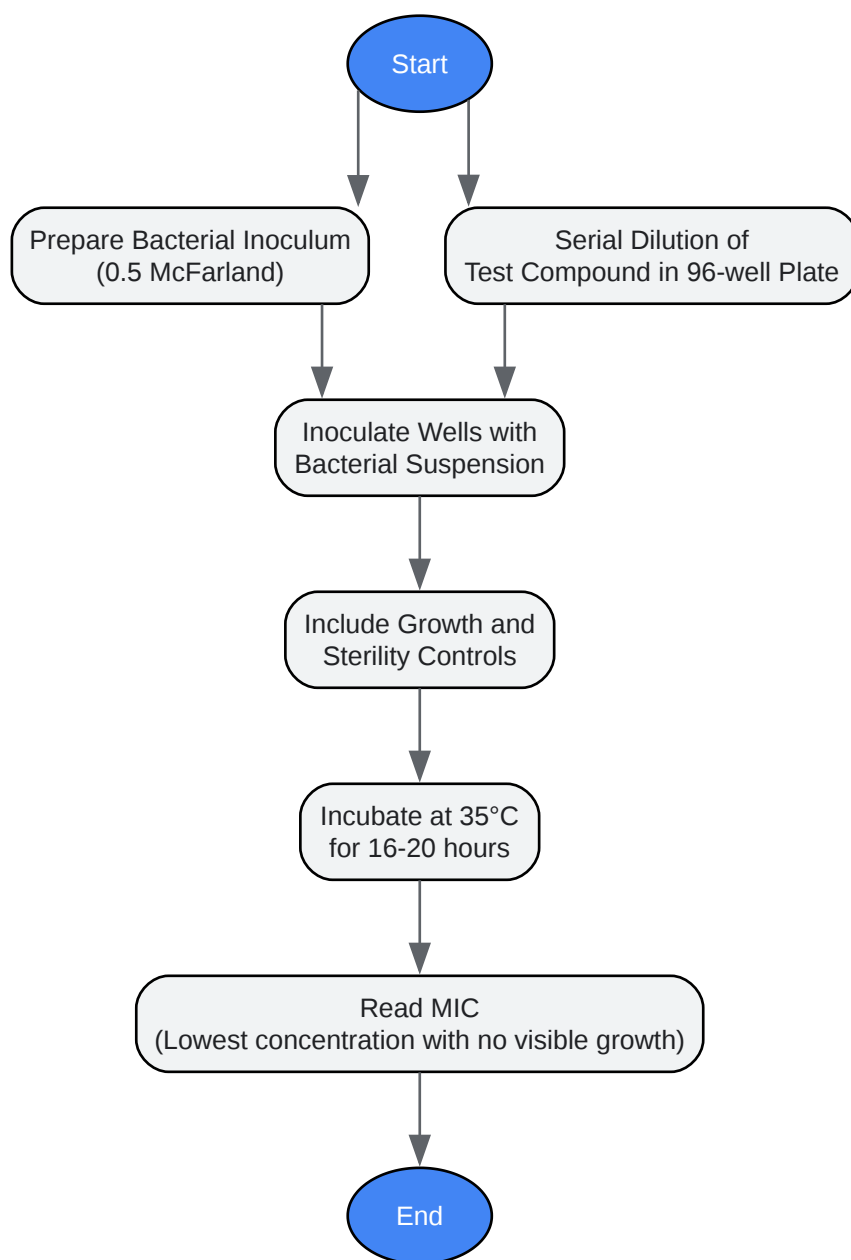 Start
Prepare Bacterial Inoculum
(0.5 McFarland)
Serial Dilution of
Test Compound in 96-well Plate
Inoculate Wells with
Bacterial Suspension
Include Growth and
Sterility Controls
Incubate at 35°C
for 16-20 hours
Read MIC
(Lowest concentration with no visible growth)
End